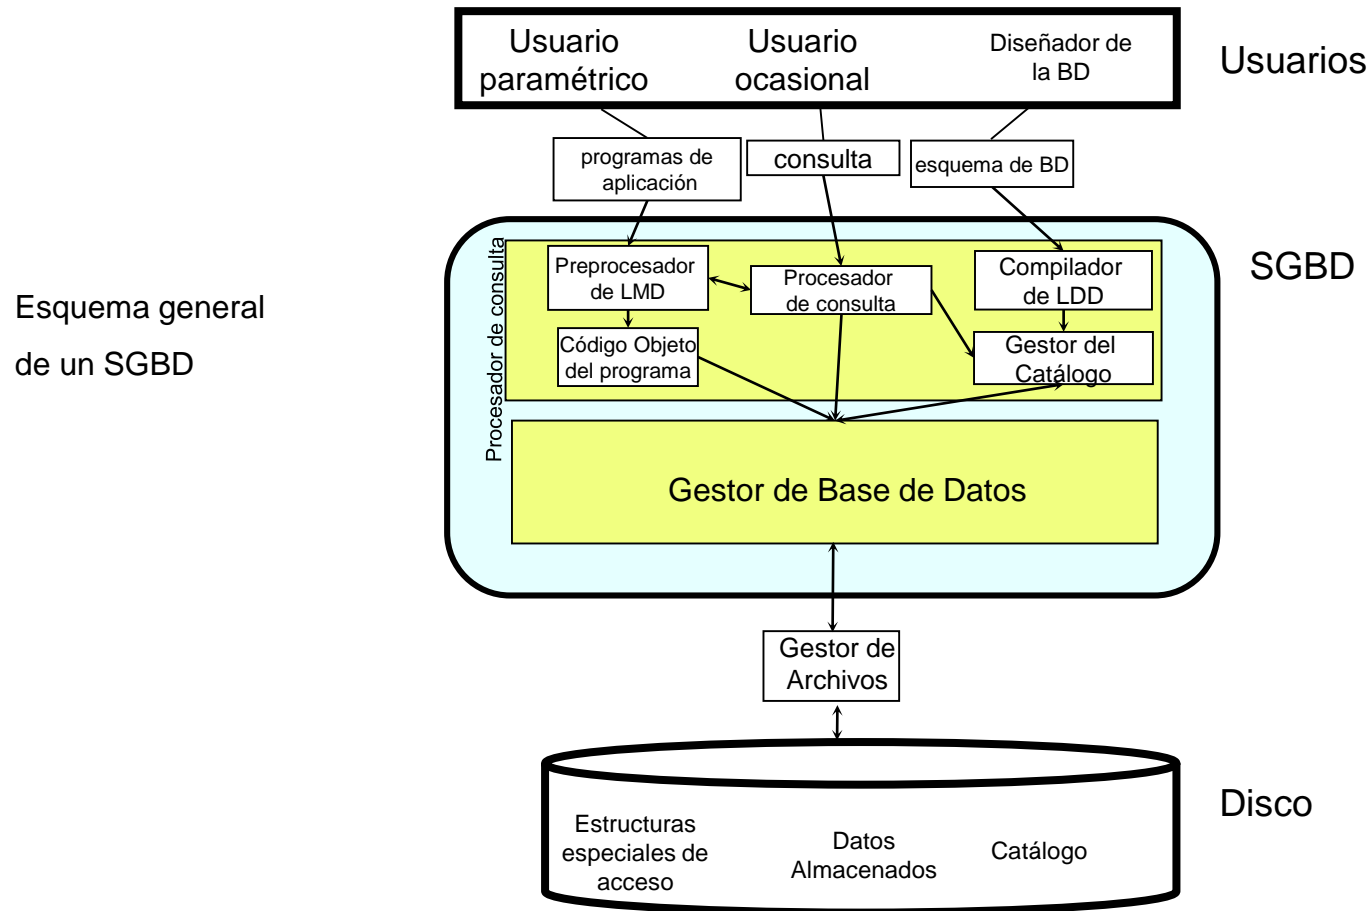 Usuario
paramétrico
Usuario
ocasional
Diseñador de
la BD
Usuarios
programas de
aplicación
consulta
esquema de BD
Procesador de consulta
Preprocesador
de LMD
Procesador
de consulta
Compilador
de LDD
SGBD
Esquema general
de un SGBD
Código Objeto
del programa
Gestor del
Catálogo
Gestor de Base de Datos
Gestor de
Archivos
Disco
Estructuras
especiales de
acceso
Datos
Almacenados
Catálogo